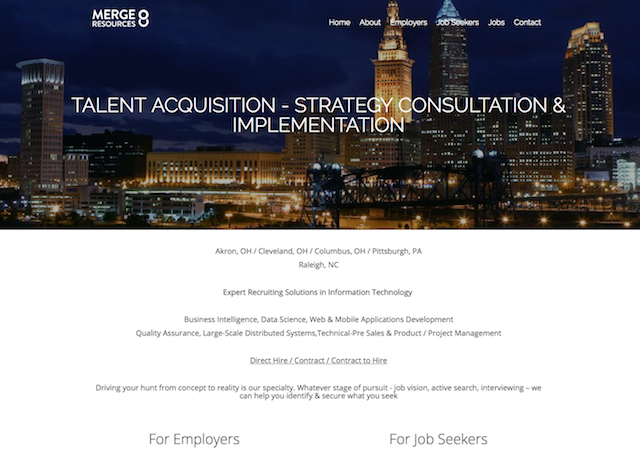 MERGE
RESOURCES
Home About Employers Job Seekers Jobs Contact
TALENT ACQUISITION - STRATEGY CONSULTATION &
IMPLEMENTATION
Akron, OH / Cleveland, OH / Columbus, OH / Pittsburgh, PA
Raleigh, NC
Expert Recruiting Solutions in Information Technology
Business Intelligence, Data Science, Web & Mobile Applications Development
Quality Assurance, Large-Scale Distributed Systems,Technical-Pre Sales & Product / Project Management
Direct Hire / Contract / Contract to Hire
Driving your hunt from concept to reality is our specialty. Whatever stage of pursuit - job vision, active search, interviewing – we
can help you identify & secure what you seek
For Employers
For Job Seekers